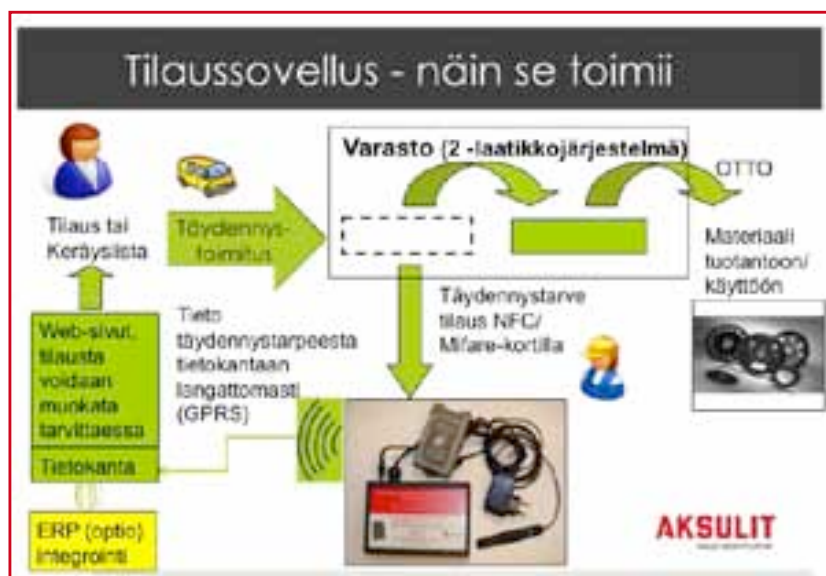 Tilaussovellus - näin se toimii
Varasto (2 -laatikkojärjestelmä)
OTTO
Tilaus tai
Keräyslista
Täydennys-
toimitus
Materiaali
tuotantoon/
käyttöön
Täydennystarve
tilaus NFC/
Mifare-kortilla
Tieto
täydennystarpeesta
tietokantaan
langattomasti
(GPRS)
Web-sivut,
tilausta
voidaan
munkata
tarvittaessa
Tietokanta
ERP (optio)
integrointi
AKSULIT